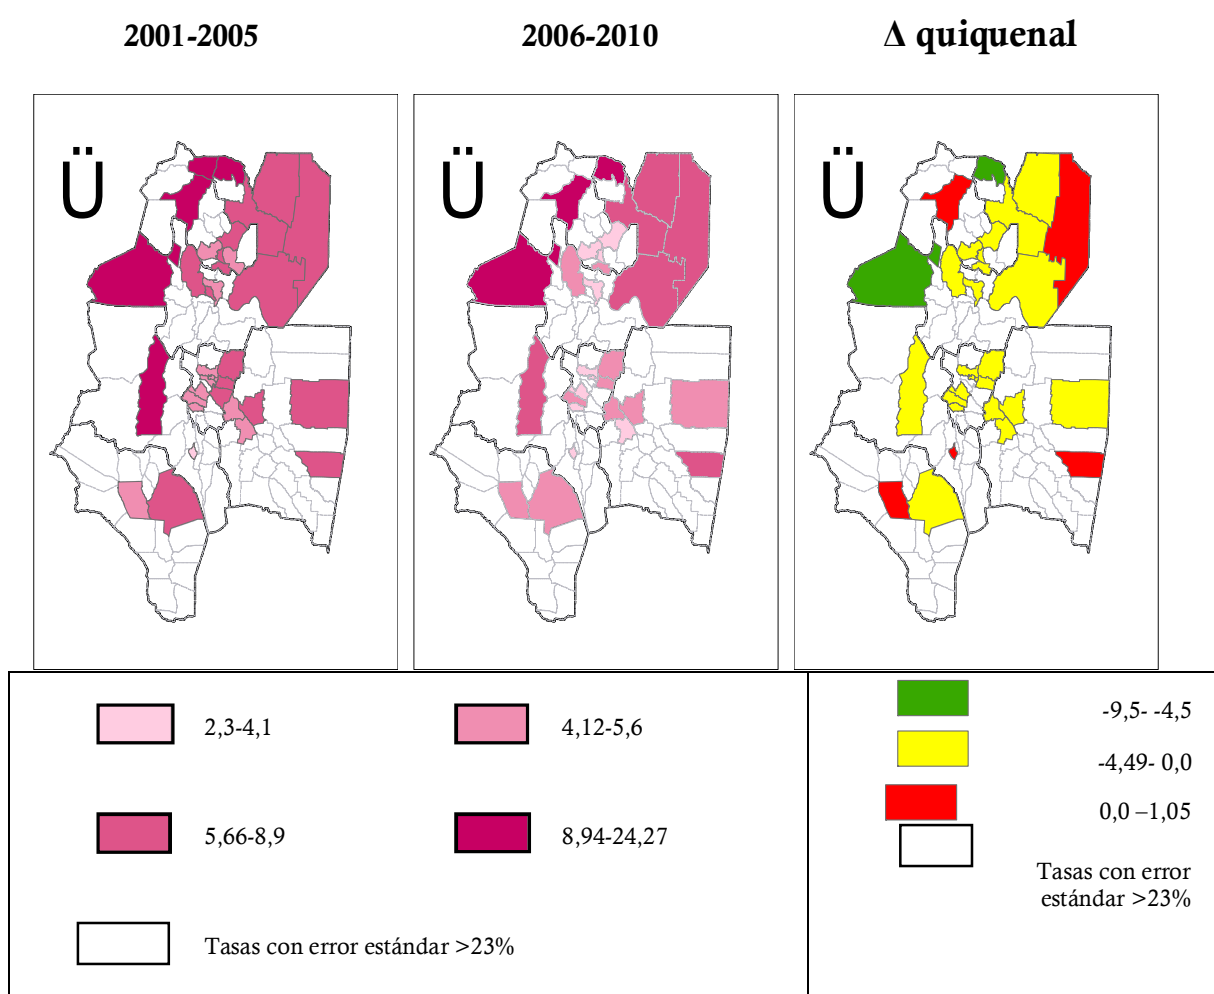 2001-2005
2006-2010
Δ quiquenal
Ü
Ü
Ü
2,3-4,1
4,12-5,6
5,66-8,9
8,94-24,27
Tasas con error estándar >23%
-9,5- -4,5
-4,49- 0,0
0,0 –1,05
Tasas con error
estándar >23%